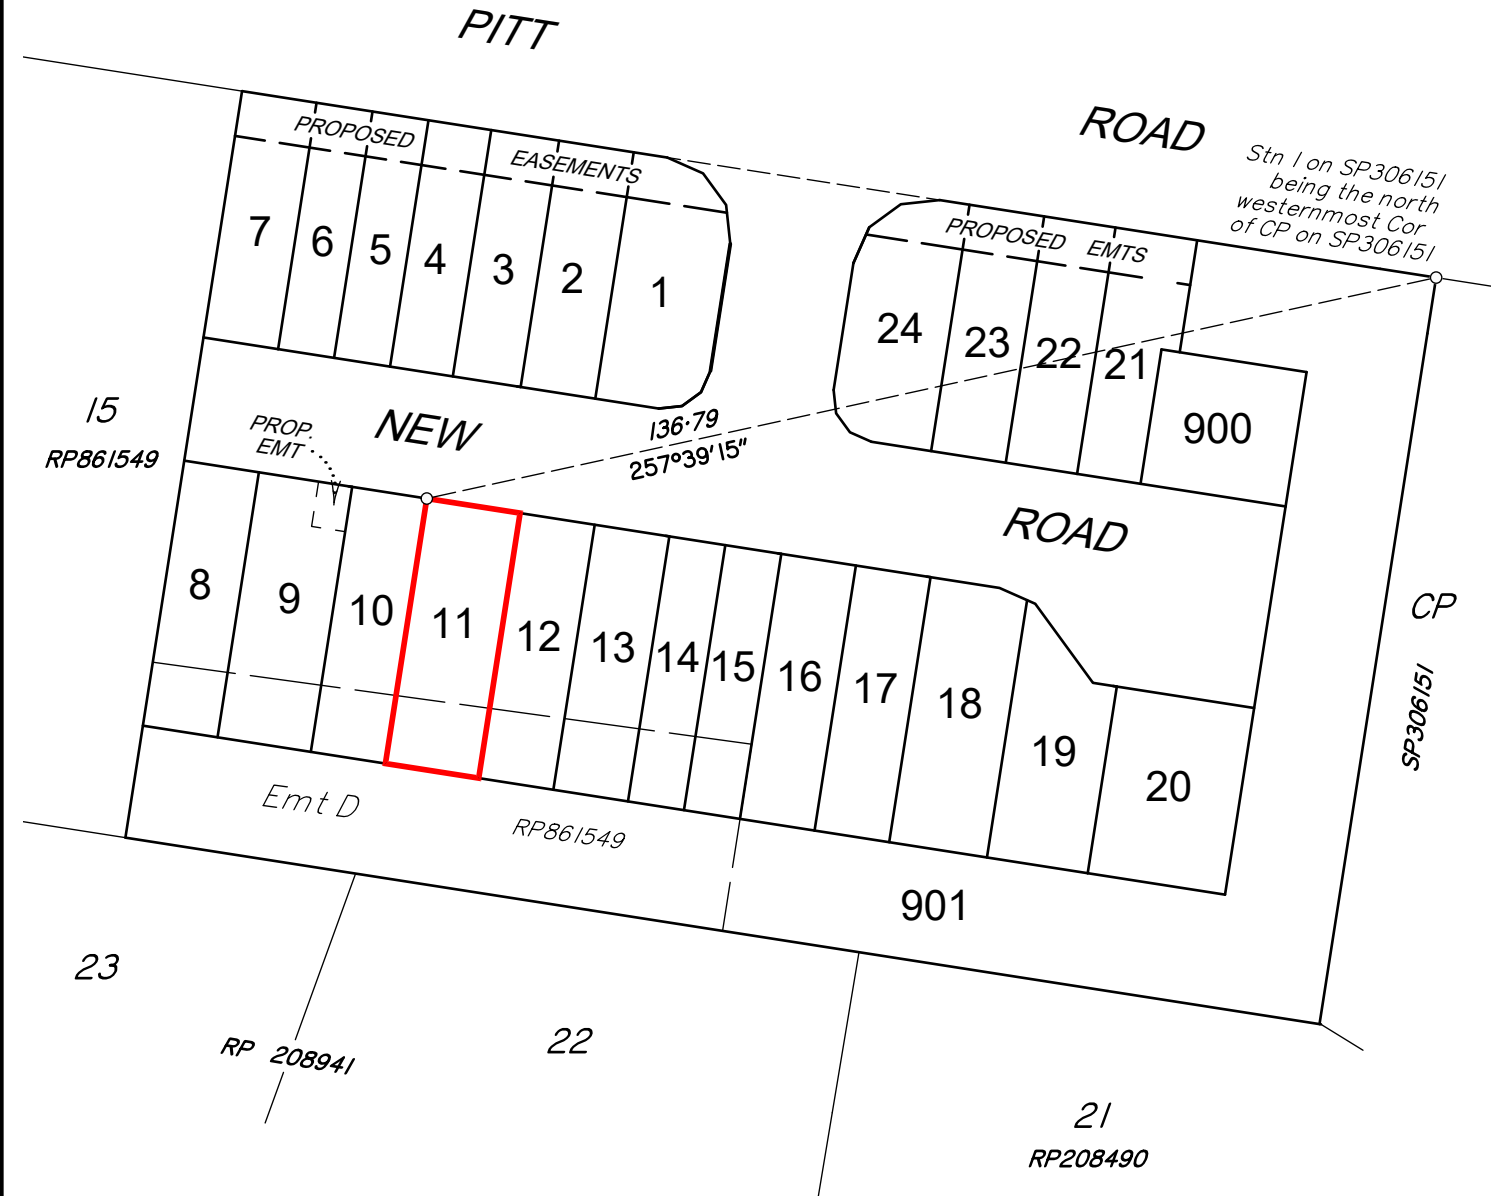 PITT
ROAD
Stn 1 on SP306151
being the north
westernmost Cor
of CP on SP306151
PROPOSED
EASEMENTS
PROPOSED EMTS
7
6
5
4
3
2
1
24
23
22
21
900
15
RP861549
PROP.
EMT
NEW
136·79
257°39'15"
ROAD
8
9
10
11
12
13
14
15
16
17
18
19
20
CP
SP306151
Emt D
RP861549
901
23
22
RP 208941
21
RP208490